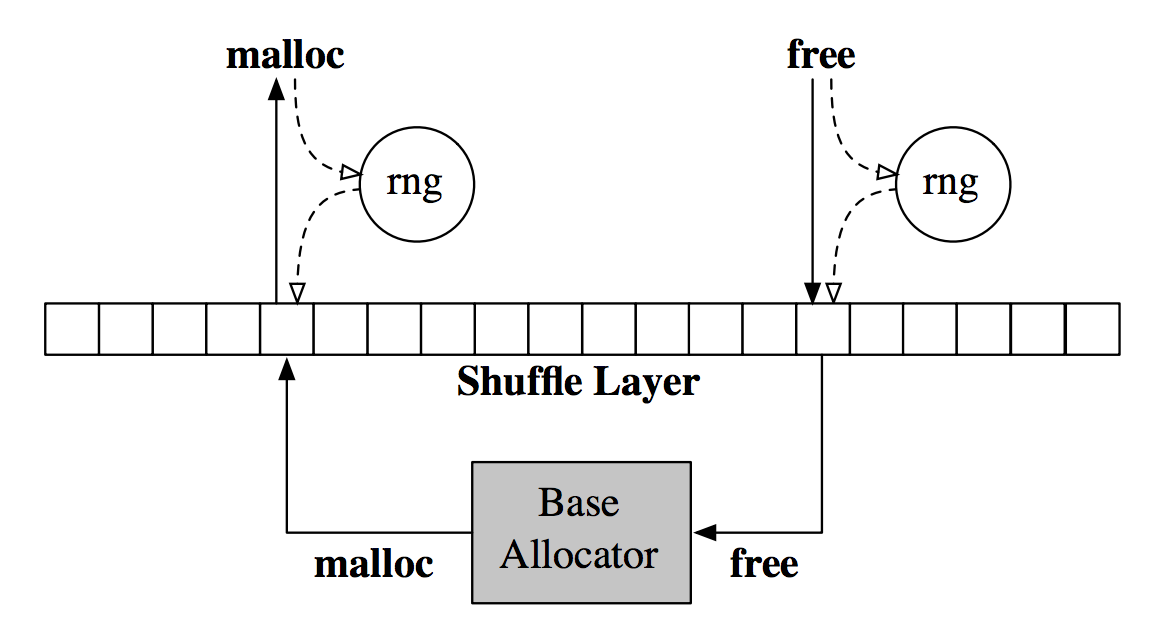 malloc
free
rng
rng
Shuffle Layer
Base
Allocator
malloc
free